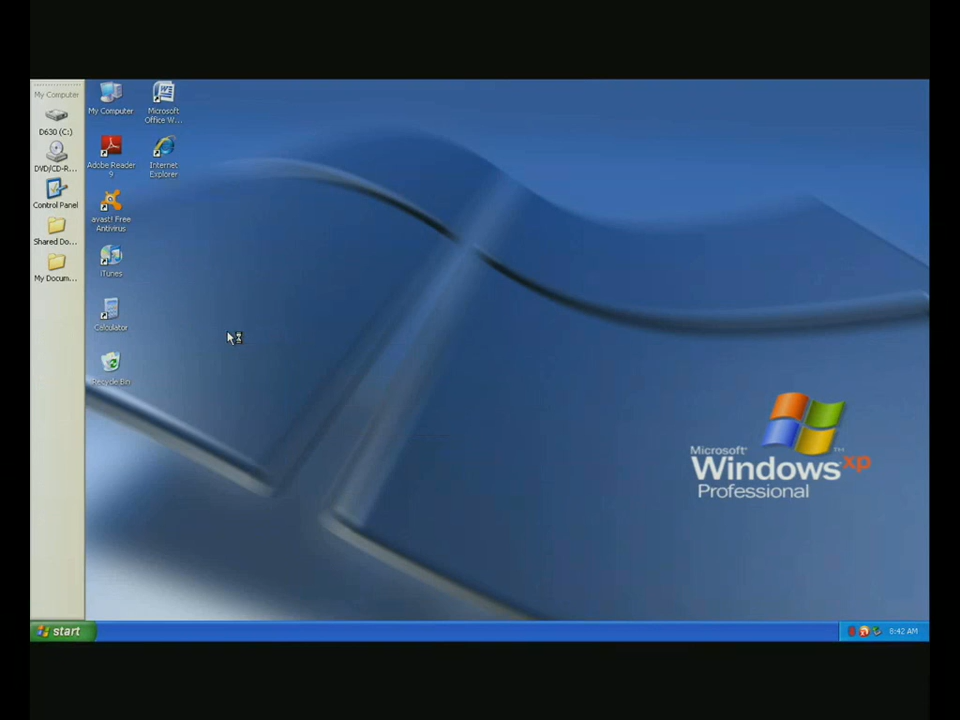 My Computer
D630 (C:)
DVD/CD-R...
Control Panel
Shared Do...
My Docum...
My Computer
Adobe Reader
9
avast! Free
Antivirus
iTunes
Calculator
Recycle Bin
Microsoft
Office W...
Internet
Explorer
Microsoft
Windows xp
Professional
start
8:42 AM